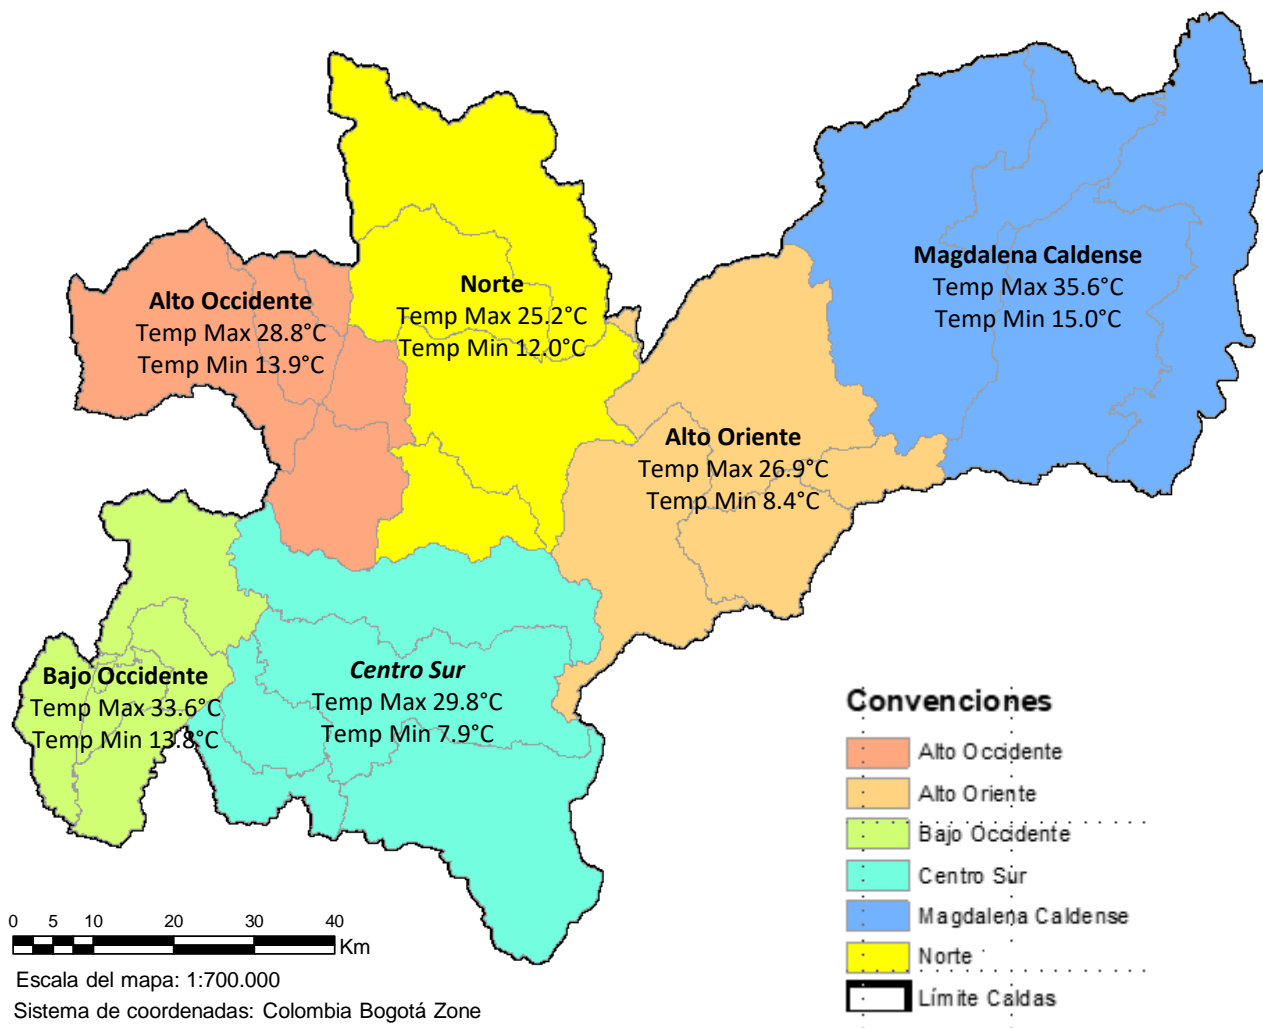 Magdalena Caldense
Temp Max 35.6°C
Temp Min 15.0°C
Norte
Temp Max 25.2°C
Temp Min 12.0°C
Alto Occidente
Temp Max 28.8°C
Temp Min 13.9°C
Alto Oriente
Temp Max 26.9°C
Temp Min 8.4°C
Bajo Occidente
Temp Max 33.6°C
Temp Min 13.8°C
Centro Sur
Temp Max 29.8°C
Temp Min 7.9°C
Convenciones
Alto Occidente
Alto Oriente
Bajo Occidente
Centro Sur
Magdalena Caldense
Norte
Límite Caldas
0 5 10 20 30 40
Km
Escala del mapa: 1:700.000
Sistema de coordenadas: Colombia Bogotá Zone